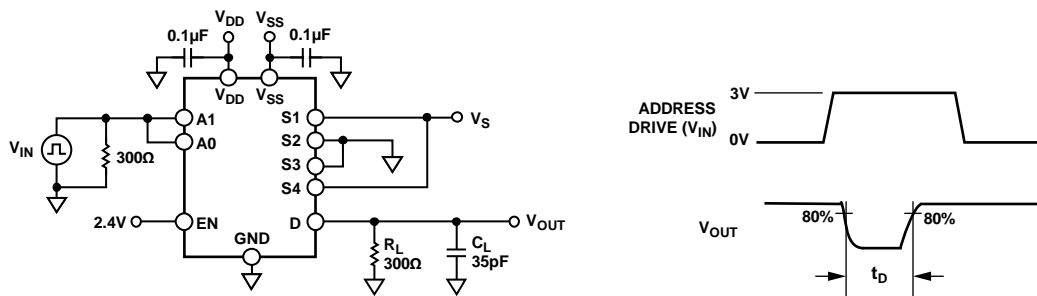 VDD
VSS
0.1µF
0.1µF
VDD
VSS
A1
A0
VIN
300Ω
2.4V
EN
GND
S1
S2
S3
S4
D
VS
VOUT
RL
300Ω
CL
35pF
ADDRESS
DRIVE (VIN)
3V
0V
VOUT
80%
80%
tD